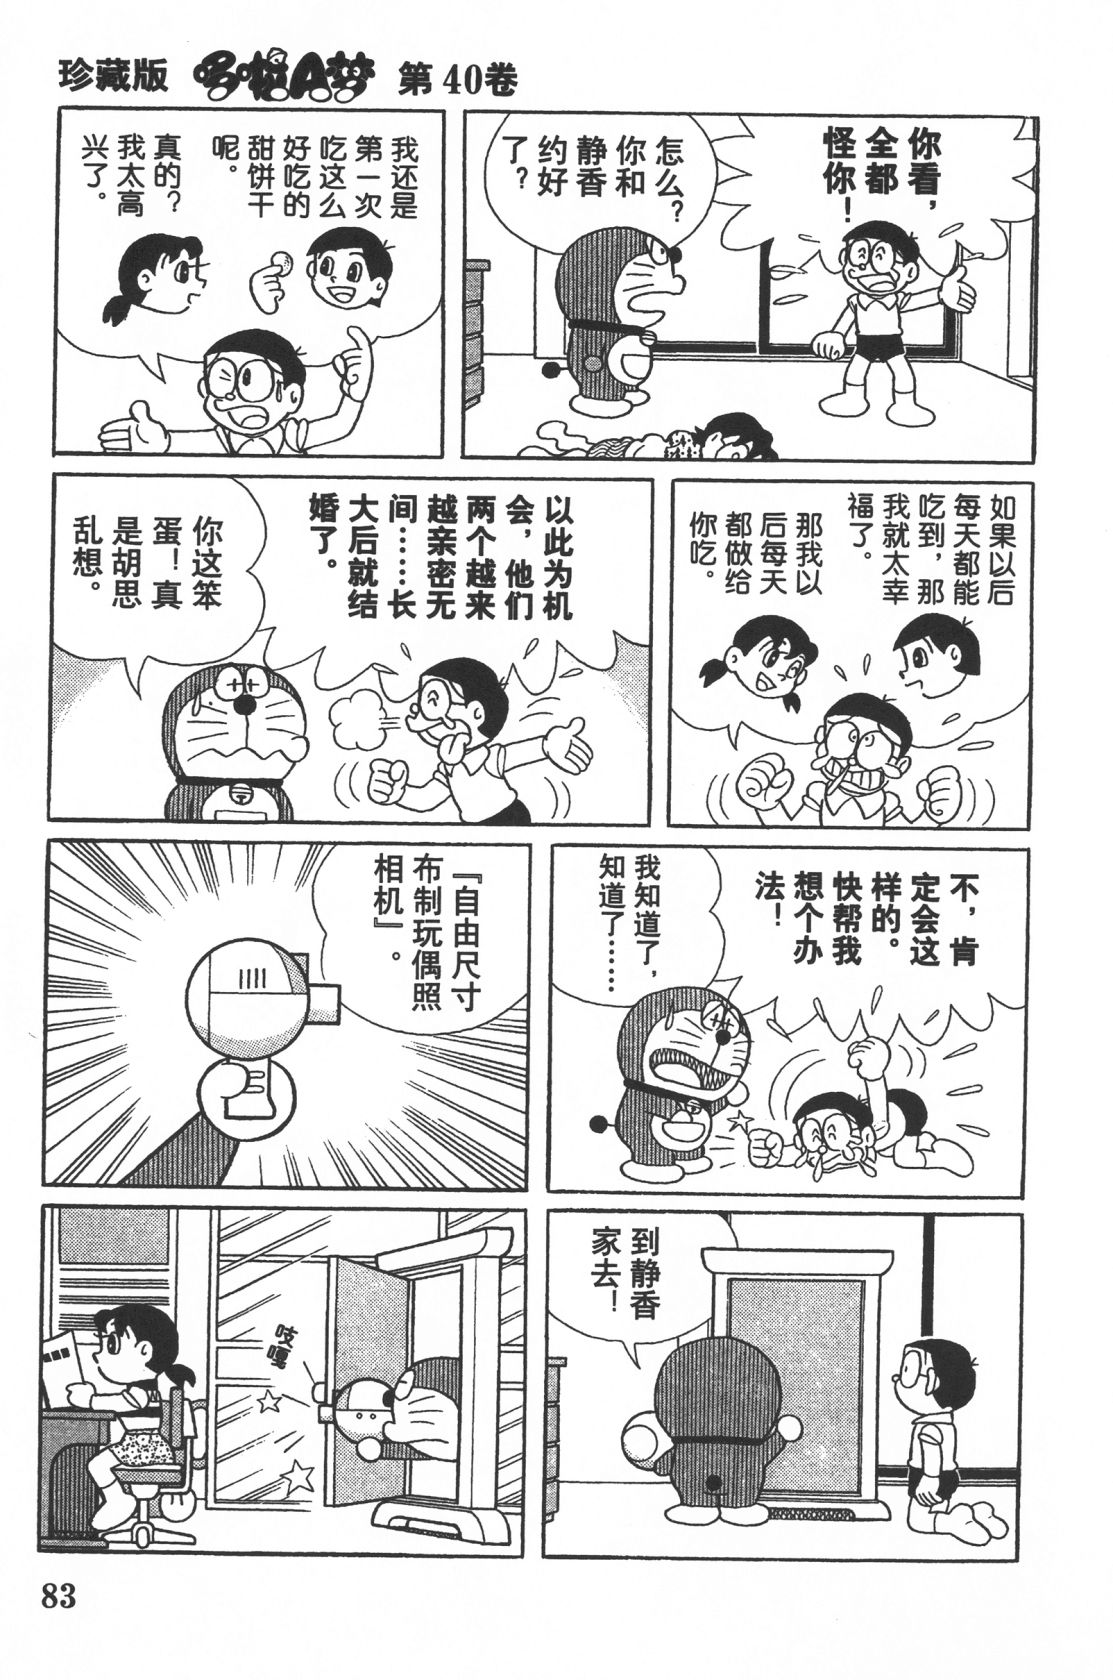 珍藏版 哆啦A梦 第40卷
你看，
全都
怪你！
怎么？
你和
静香
约好
了？
我还是
第一次
吃这么
好吃的
甜饼干
呢。
真的？
我太高
兴了。
如果以后
每天都能
吃到，那
我就太幸
福了。
那我以
后每天
都做给
你吃。
以此为机
会，他们
两个越来
越亲密无
间……长
大后就结
婚了。
你这笨
蛋！真
是胡思
乱想。
不，肯
定会这
样的。
快帮我
想个办
法！
我知道了，
知道了……
『自由尺寸
布制玩偶照
相机』。
到静香
家去！
吱嘎
83